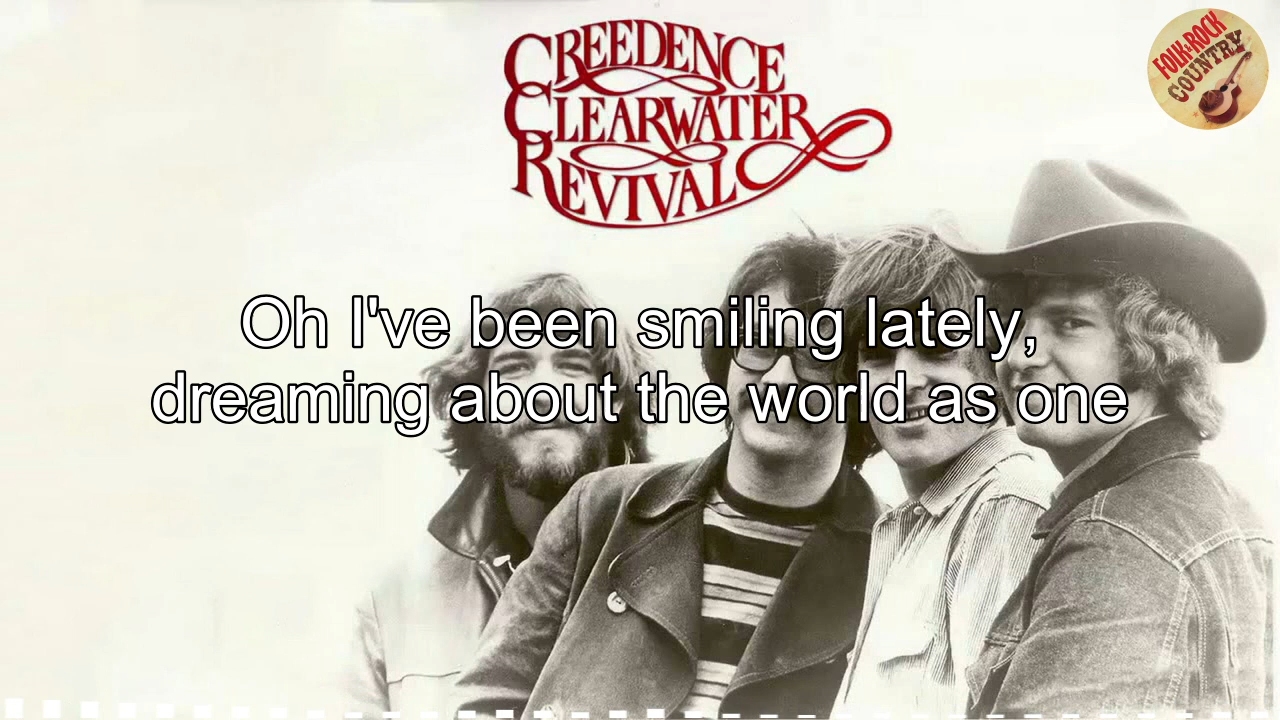 CREEDENCE
CLEARWATER
REVIVAL
FOLK & ROCK
COUNTRY
Oh I've been smiling lately,
dreaming about the world as one